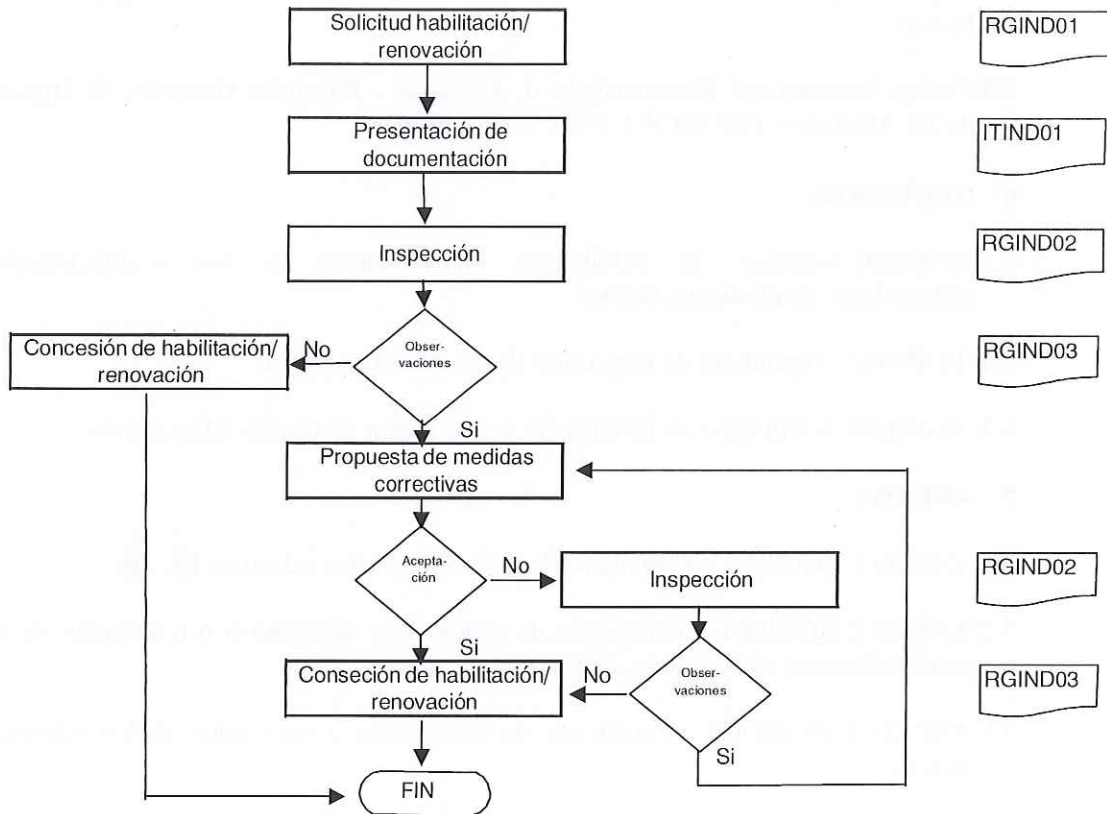 Solicitud habilitación/
renovación
RGIND01
Presentación de
documentación
ITIND01
Inspección
RGIND02
Obser-
vaciones
No
Concesión de habilitación/
renovación
RGIND03
Si
Propuesta de medidas
correctivas
Acepta-
ción
No
Inspección
RGIND02
Si
Conseción de habilitación/
renovación
No
Obser-
vaciones
RGIND03
Si
FIN